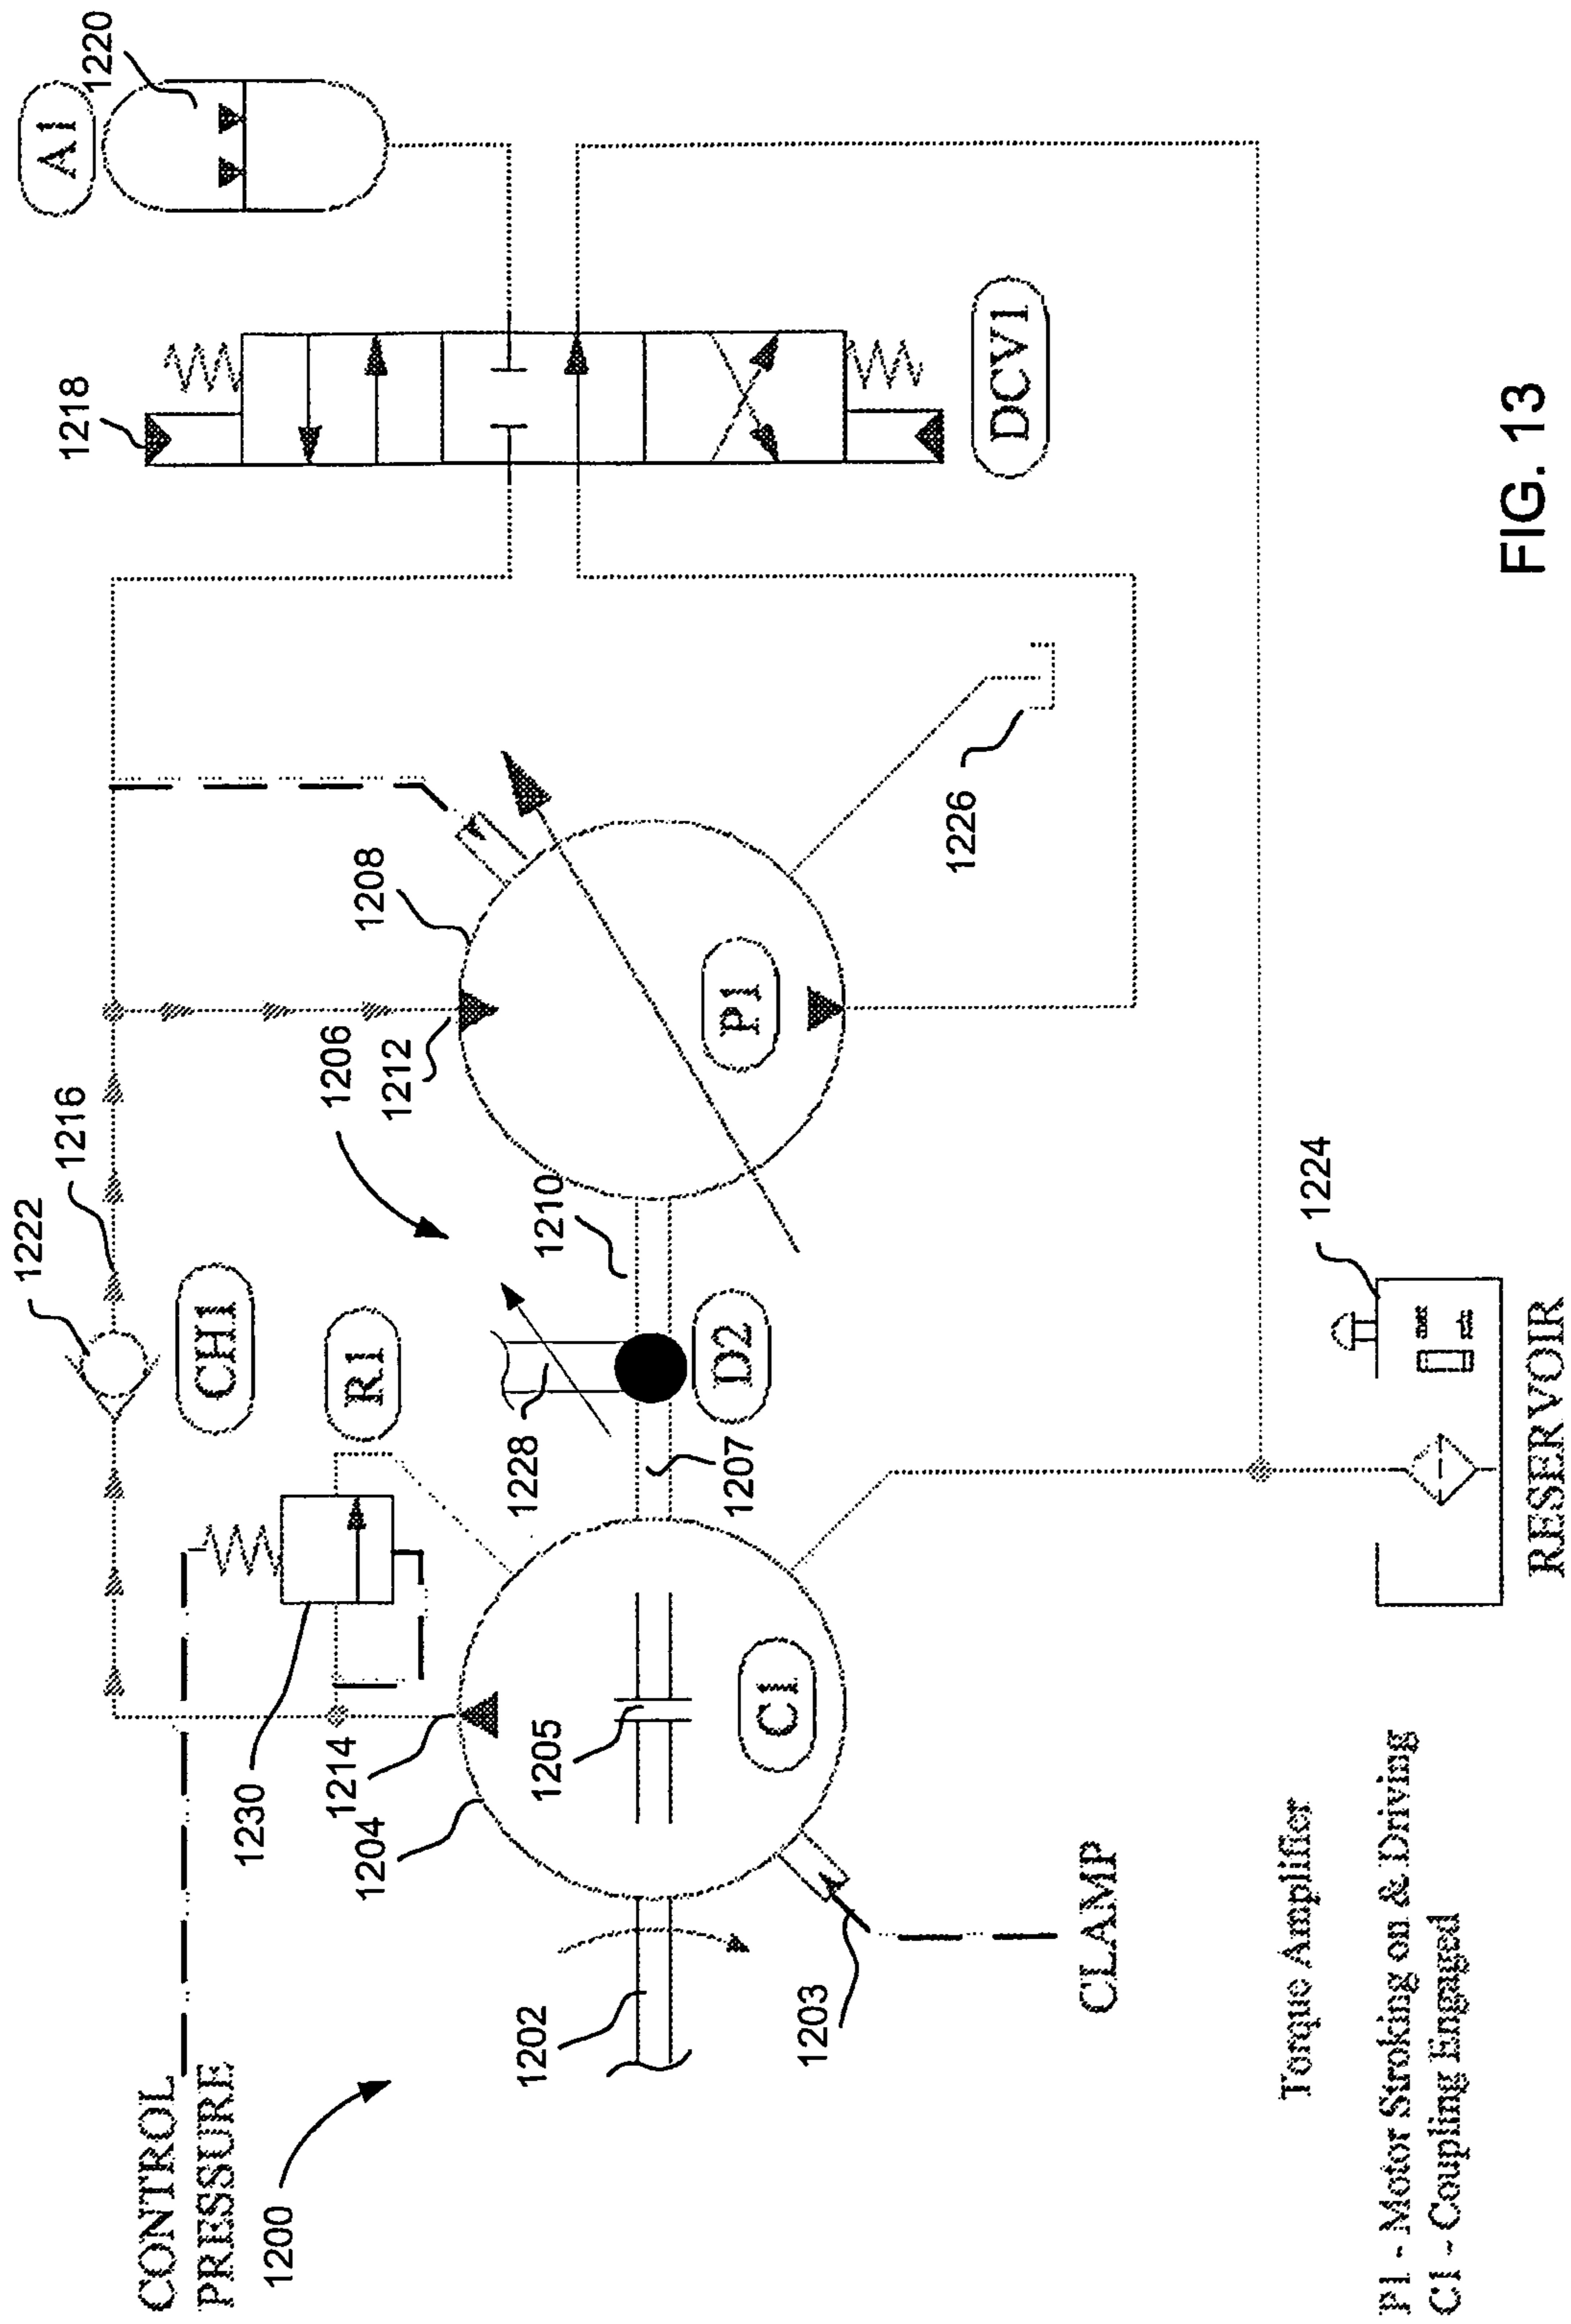 1200
CONTROL
PRESSURE
1202
1203
CLAMP
1204
1214
1230
1205
C1
R1
1222
CH1
1216
1228
1207
D2
1210
1206
1212
1208
P1
1226
1218
DCV1
A1
1220
1224
RESERVOIR
Torque Amplifier
P1 - Motor Stroking on & Driving
C1 - Coupling Engaged
FIG. 13